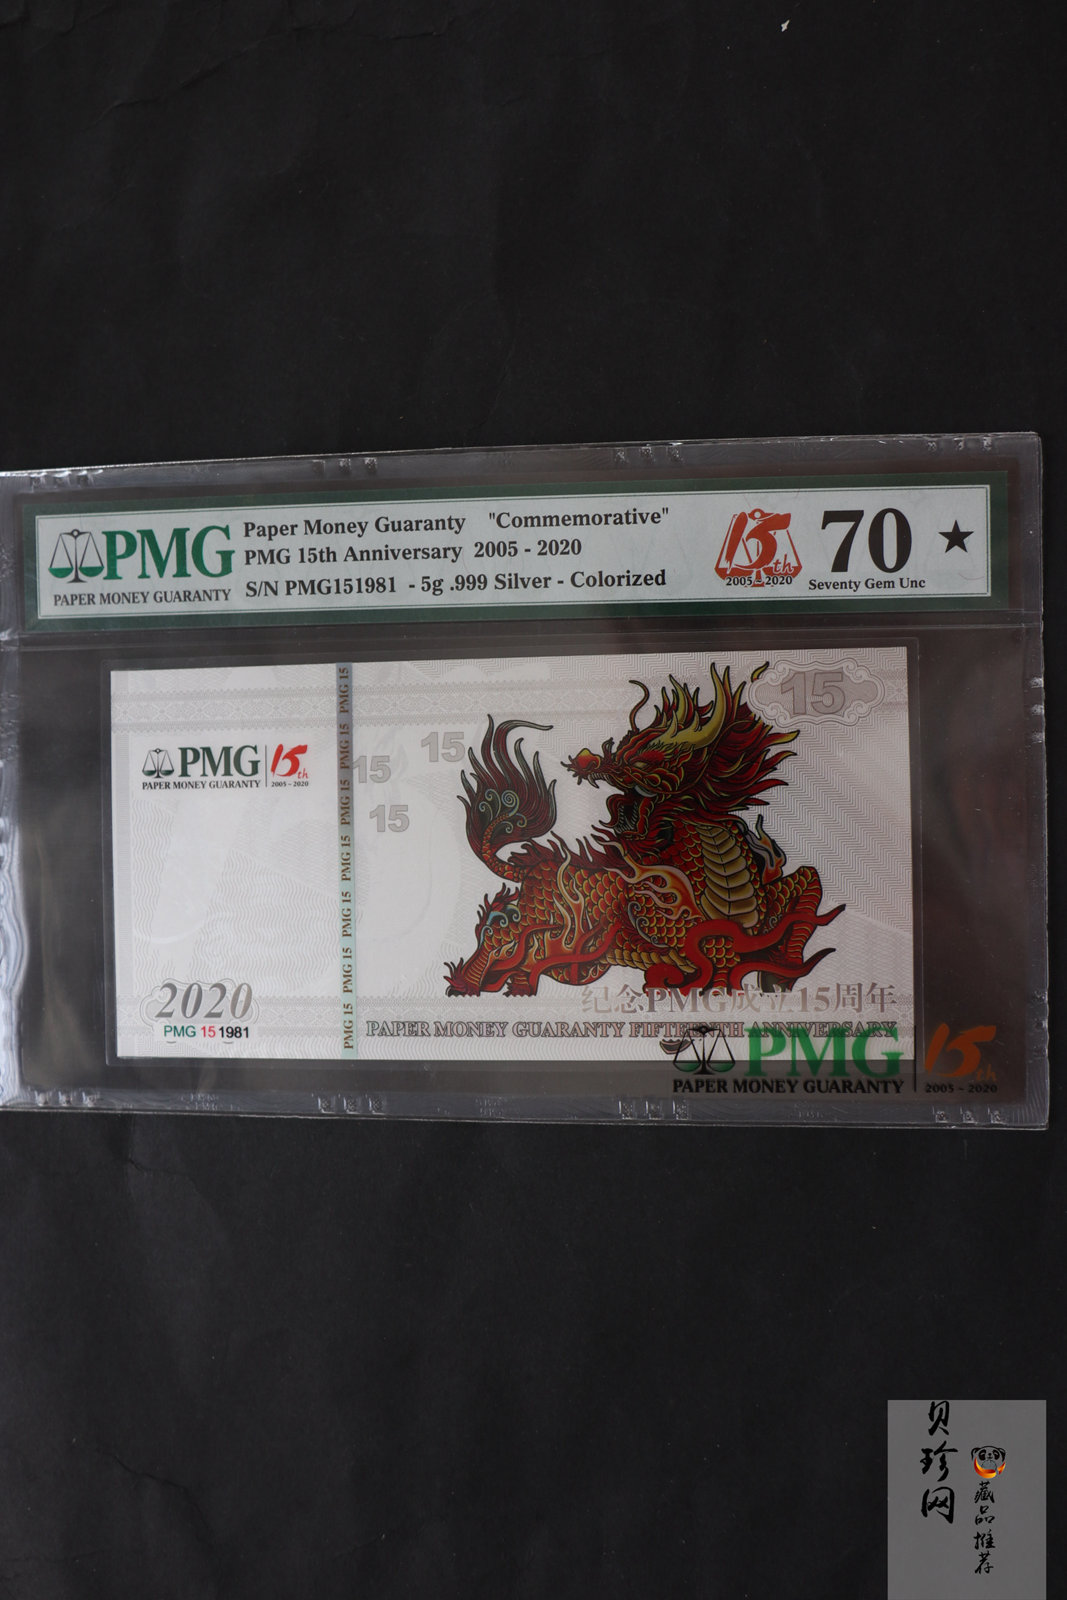 PMG
PAPER MONEY GUARANTY
Paper Money Guaranty "Commemorative"
PMG 15th Anniversary 2005 - 2020
S/N PMG151981 - 5g .999 Silver - Colorized
15th
2005 - 2020
70 ★
Seventy Gem Unc
PMG
PAPER MONEY GUARANTY
15th
2005 - 2020
PMG 15 PMG 15 PMG 15 PMG 15 PMG 15 PMG 15 PMG 15
15
15
15
15
2020
PMG 15 1981
纪念PMG成立15周年
PAPER MONEY GUARANTY FIFTEENTH ANNIVERSARY
PMG
PAPER MONEY GUARANTY
15th
2005 - 2020
贝珍网
藏品推荐